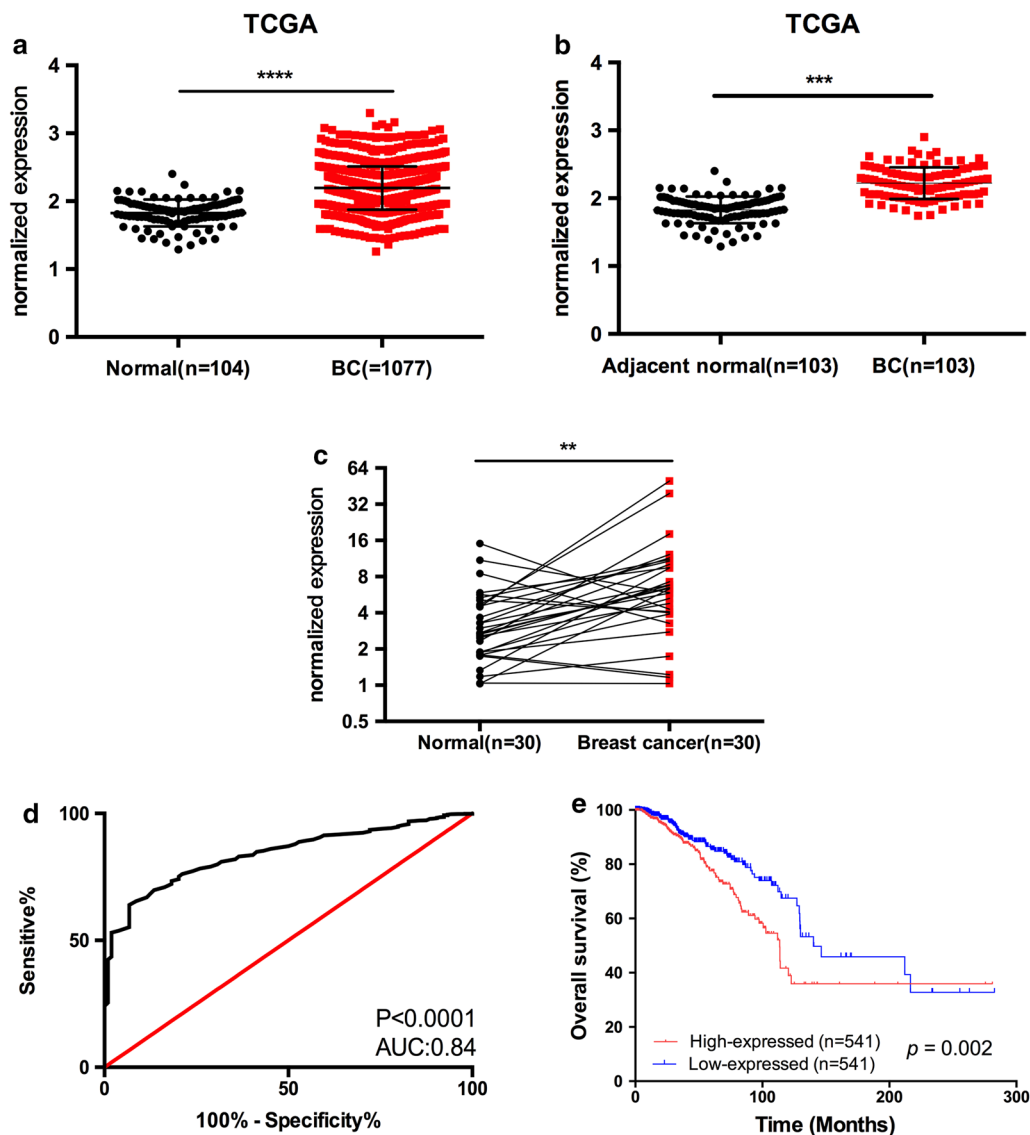 a
TCGA
4
3
2
1
0
normalized expression
****
Normal(n=104)
BC(=1077)
b
TCGA
4
3
2
1
0
normalized expression
***
Adjacent normal(n=103)
BC(n=103)
c
64
32
16
8
4
2
1
0.5
normalized expression
**
Normal(n=30)
Breast cancer(n=30)
d
100
50
0
Sensitive%
P<0.0001
AUC:0.84
0
50
100
100% - Specificity%
e
100
80
60
40
20
0
Overall survival (%)
High-expressed (n=541)
Low-expressed (n=541)
p = 0.002
0
100
200
300
Time (Months)